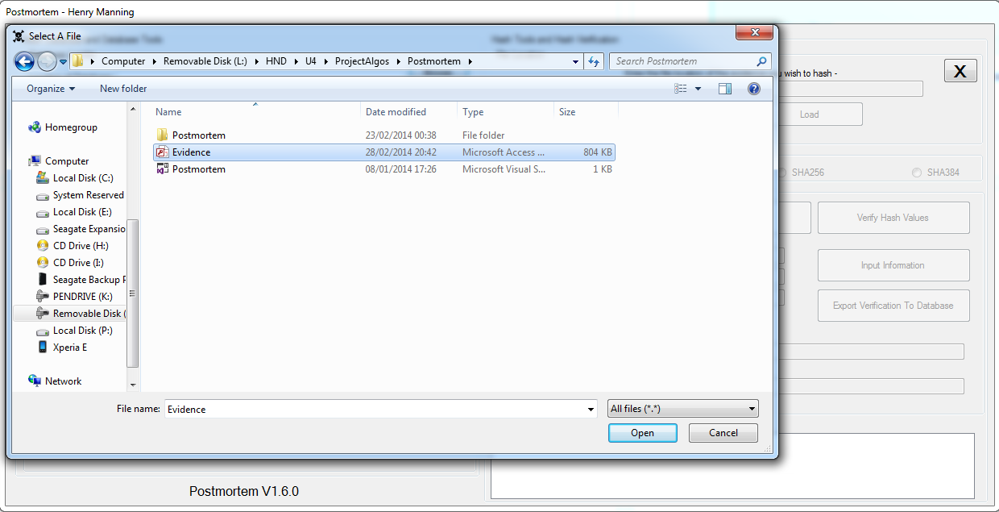 Postmortem - Henry Manning
Select A File
Computer Removable Disk (L:) HND U4 ProjectAlgos Postmortem
Search Postmortem
Organize
New folder
Name
Date modified
Type
Size
Postmortem 23/02/2014 00:38 File folder
Evidence 28/02/2014 20:42 Microsoft Access ... 804 KB
Postmortem 08/01/2014 17:26 Microsoft Visual S... 1 KB
Homegroup
Computer
Local Disk (C:)
System Reserved
Local Disk (E:)
Seagate Expansio
CD Drive (H:)
CD Drive (I:)
Seagate Backup
PENDRIVE (K:)
Removable Disk (
Local Disk (P:)
Xperia E
Network
File name: Evidence
All files (*.*)
Open
Cancel
Hash Tools and Hash Verification
wish to hash -
X
Load
SHA256
SHA384
Verify Hash Values
Input Information
Export Verification To Database
Postmortem V1.6.0